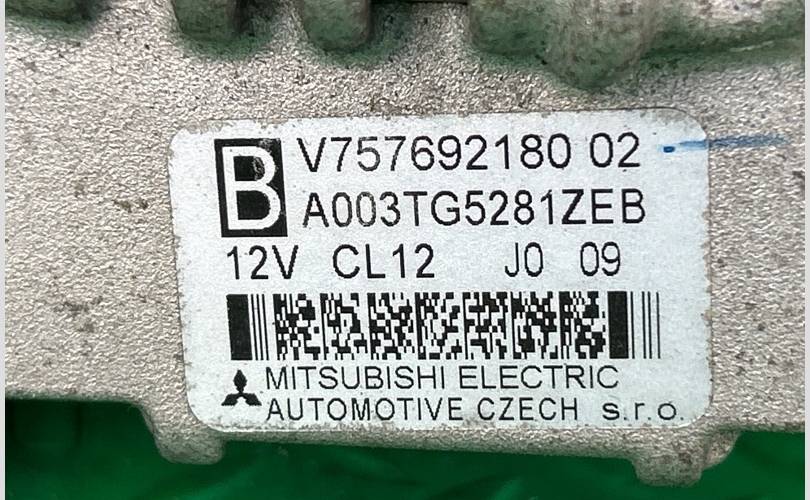 B V757692180 02
A003TG5281ZEB
12V CL12 J0 09
MITSUBISHI ELECTRIC
AUTOMOTIVE CZECH s.r.o.